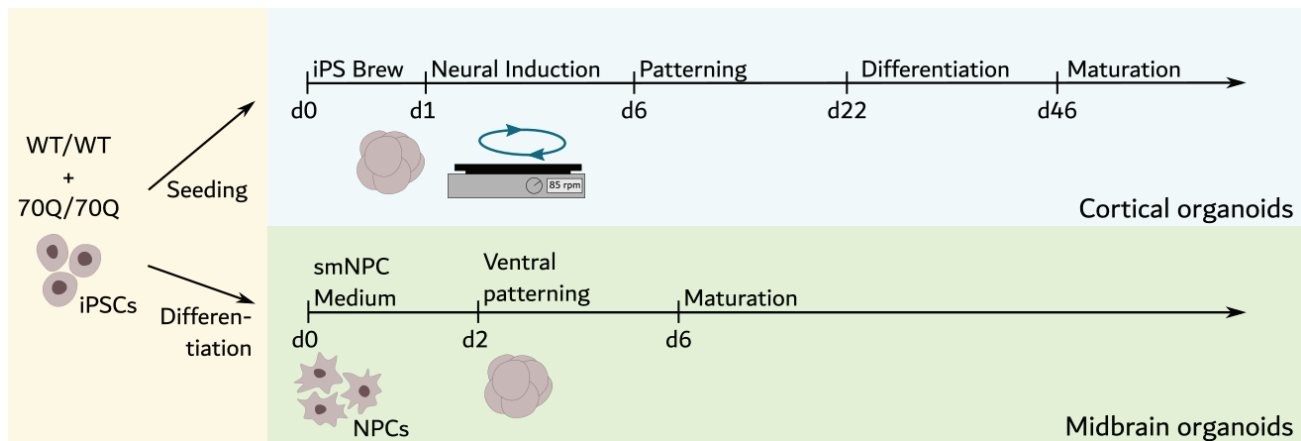 WT/WT
+
70Q/70Q
iPSCs
Seeding
Differen-
tiation
iPS Brew
Neural Induction
Patterning
Differentiation
Maturation
d0
d1
d6
d22
d46
85 rpm
Cortical organoids
smNPC
Medium
Ventral
patterning
Maturation
d0
d2
d6
NPCs
Midbrain organoids